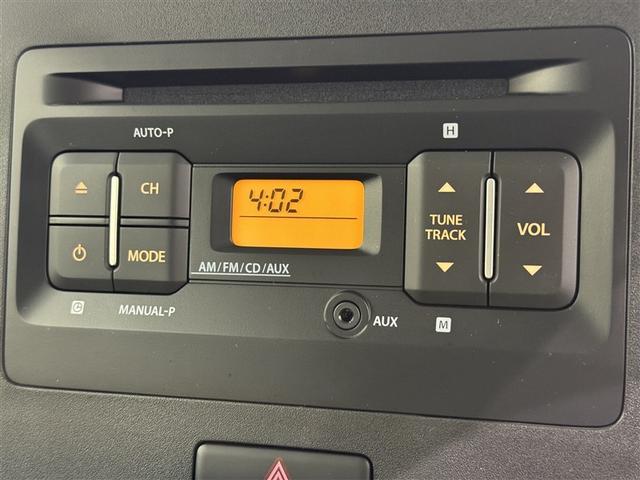 AUTO-P
H
CH
4:02
TUNE
TRACK
VOL
MODE
AM/FM/CD/AUX
C
MANUAL-P
AUX
M